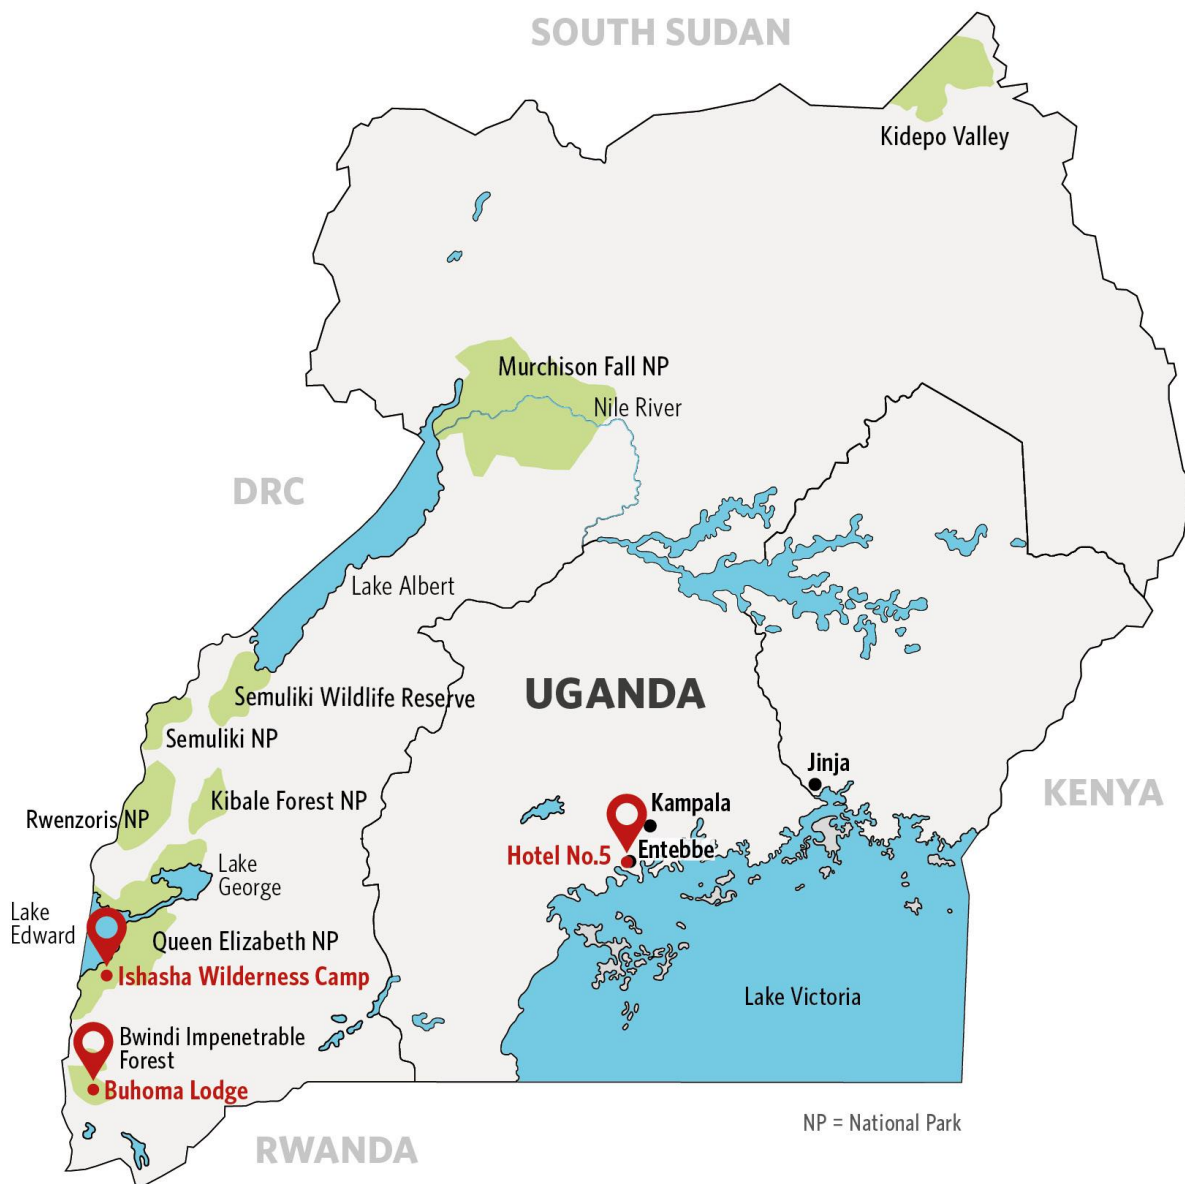 SOUTH SUDAN
Kidepo Valley
Murchison Fall NP
Nile River
DRC
Lake Albert
UGANDA
Semuliki Wildlife Reserve
Semuliki NP
Jinja
KENYA
Kibale Forest NP
Rwenzoris NP
Kampala
Hotel No.5
Entebbe
Lake
George
Lake
Edward
Queen Elizabeth NP
Ishasha Wilderness Camp
Lake Victoria
Bwindi Impenetrable
Forest
Buhoma Lodge
NP = National Park
RWANDA